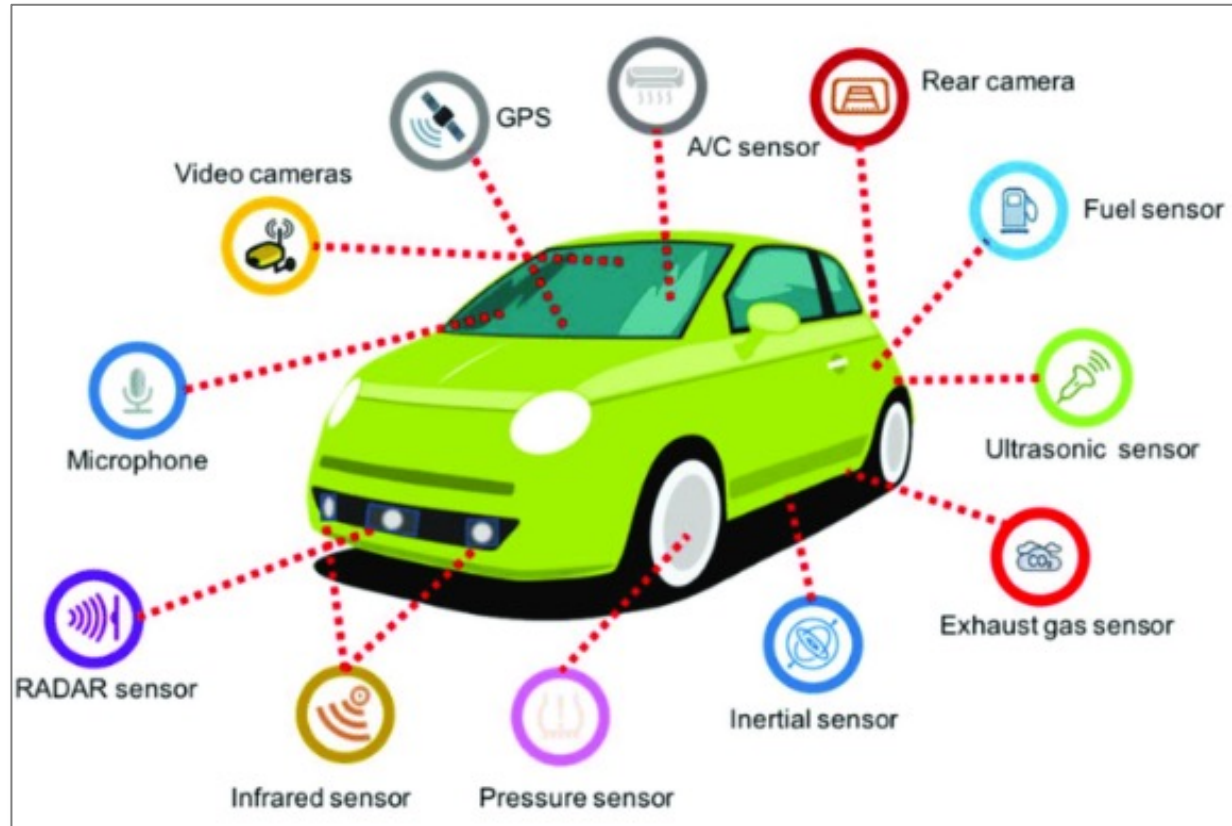 GPS
A/C sensor
Rear camera
Video cameras
Fuel sensor
Microphone
Ultrasonic sensor
CO₂
Exhaust gas sensor
RADAR sensor
Inertial sensor
Infrared sensor
Pressure sensor